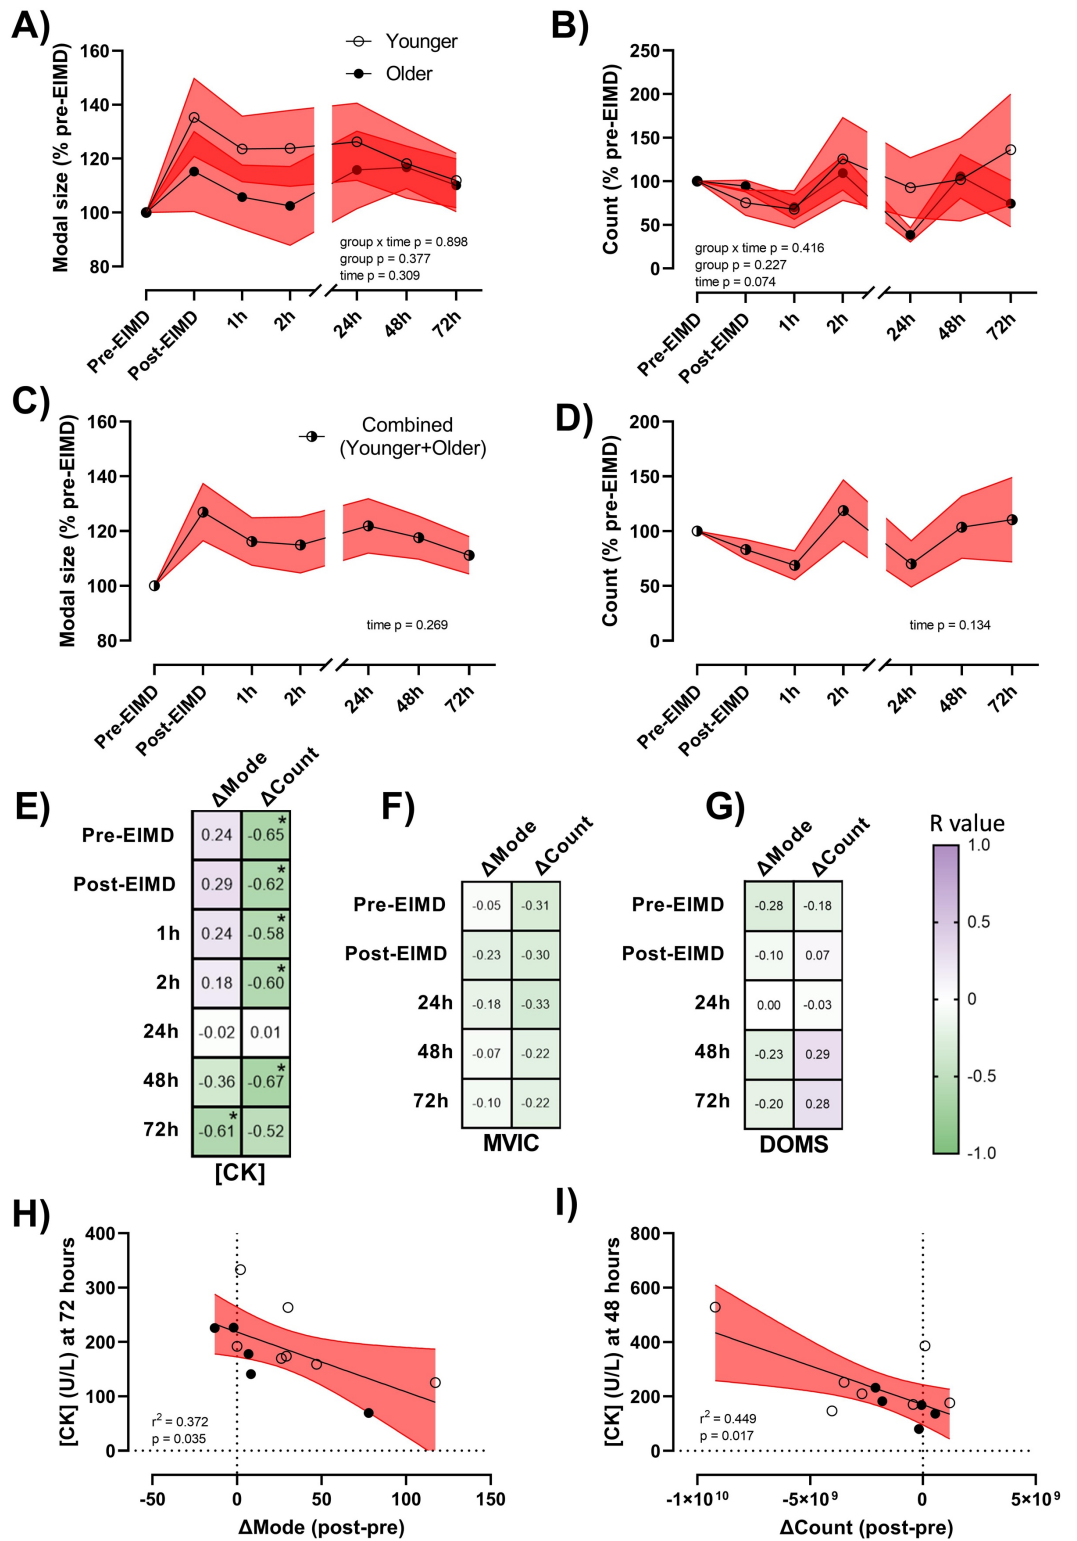 A)
Modal size (% pre-EIMD)
160
140
120
100
80
Younger
Older
group x time p = 0.898
group p = 0.377
time p = 0.309
Pre-EIMD
Post-EIMD
1h
2h
24h
48h
72h
B)
Count (% pre-EIMD)
250
200
150
100
50
0
group x time p = 0.416
group p = 0.227
time p = 0.074
Pre-EIMD
Post-EIMD
1h
2h
24h
48h
72h
C)
Modal size (% pre-EIMD)
160
140
120
100
80
Combined
(Younger+Older)
time p = 0.269
Pre-EIMD
Post-EIMD
1h
2h
24h
48h
72h
D)
Count (% pre-EIMD)
200
150
100
50
0
time p = 0.134
Pre-EIMD
Post-EIMD
1h
2h
24h
48h
72h
E)
ΔMode ΔCount
Pre-EIMD 0.24 -0.65*
Post-EIMD 0.29 -0.62*
1h 0.24 -0.58*
2h 0.18 -0.60*
24h -0.02 0.01
48h -0.36 -0.67*
72h -0.61* -0.52
[CK]
F)
ΔMode ΔCount
Pre-EIMD -0.05 -0.31
Post-EIMD -0.23 -0.30
24h -0.18 -0.33
48h -0.07 -0.22
72h -0.10 -0.22
MVIC
G)
ΔMode ΔCount
Pre-EIMD -0.28 -0.18
Post-EIMD -0.10 0.07
24h 0.00 -0.03
48h -0.23 0.29
72h -0.20 0.28
DOMS
R value
1.0
0.5
0
-0.5
-1.0
H)
[CK] (U/L) at 72 hours
400
300
200
100
0
r² = 0.372
p = 0.035
-50 0 50 100 150
ΔMode (post-pre)
I)
[CK] (U/L) at 48 hours
800
600
400
200
0
r² = 0.449
p = 0.017
-1×10¹⁰ -5×10⁹ 0 5×10⁹
ΔCount (post-pre)